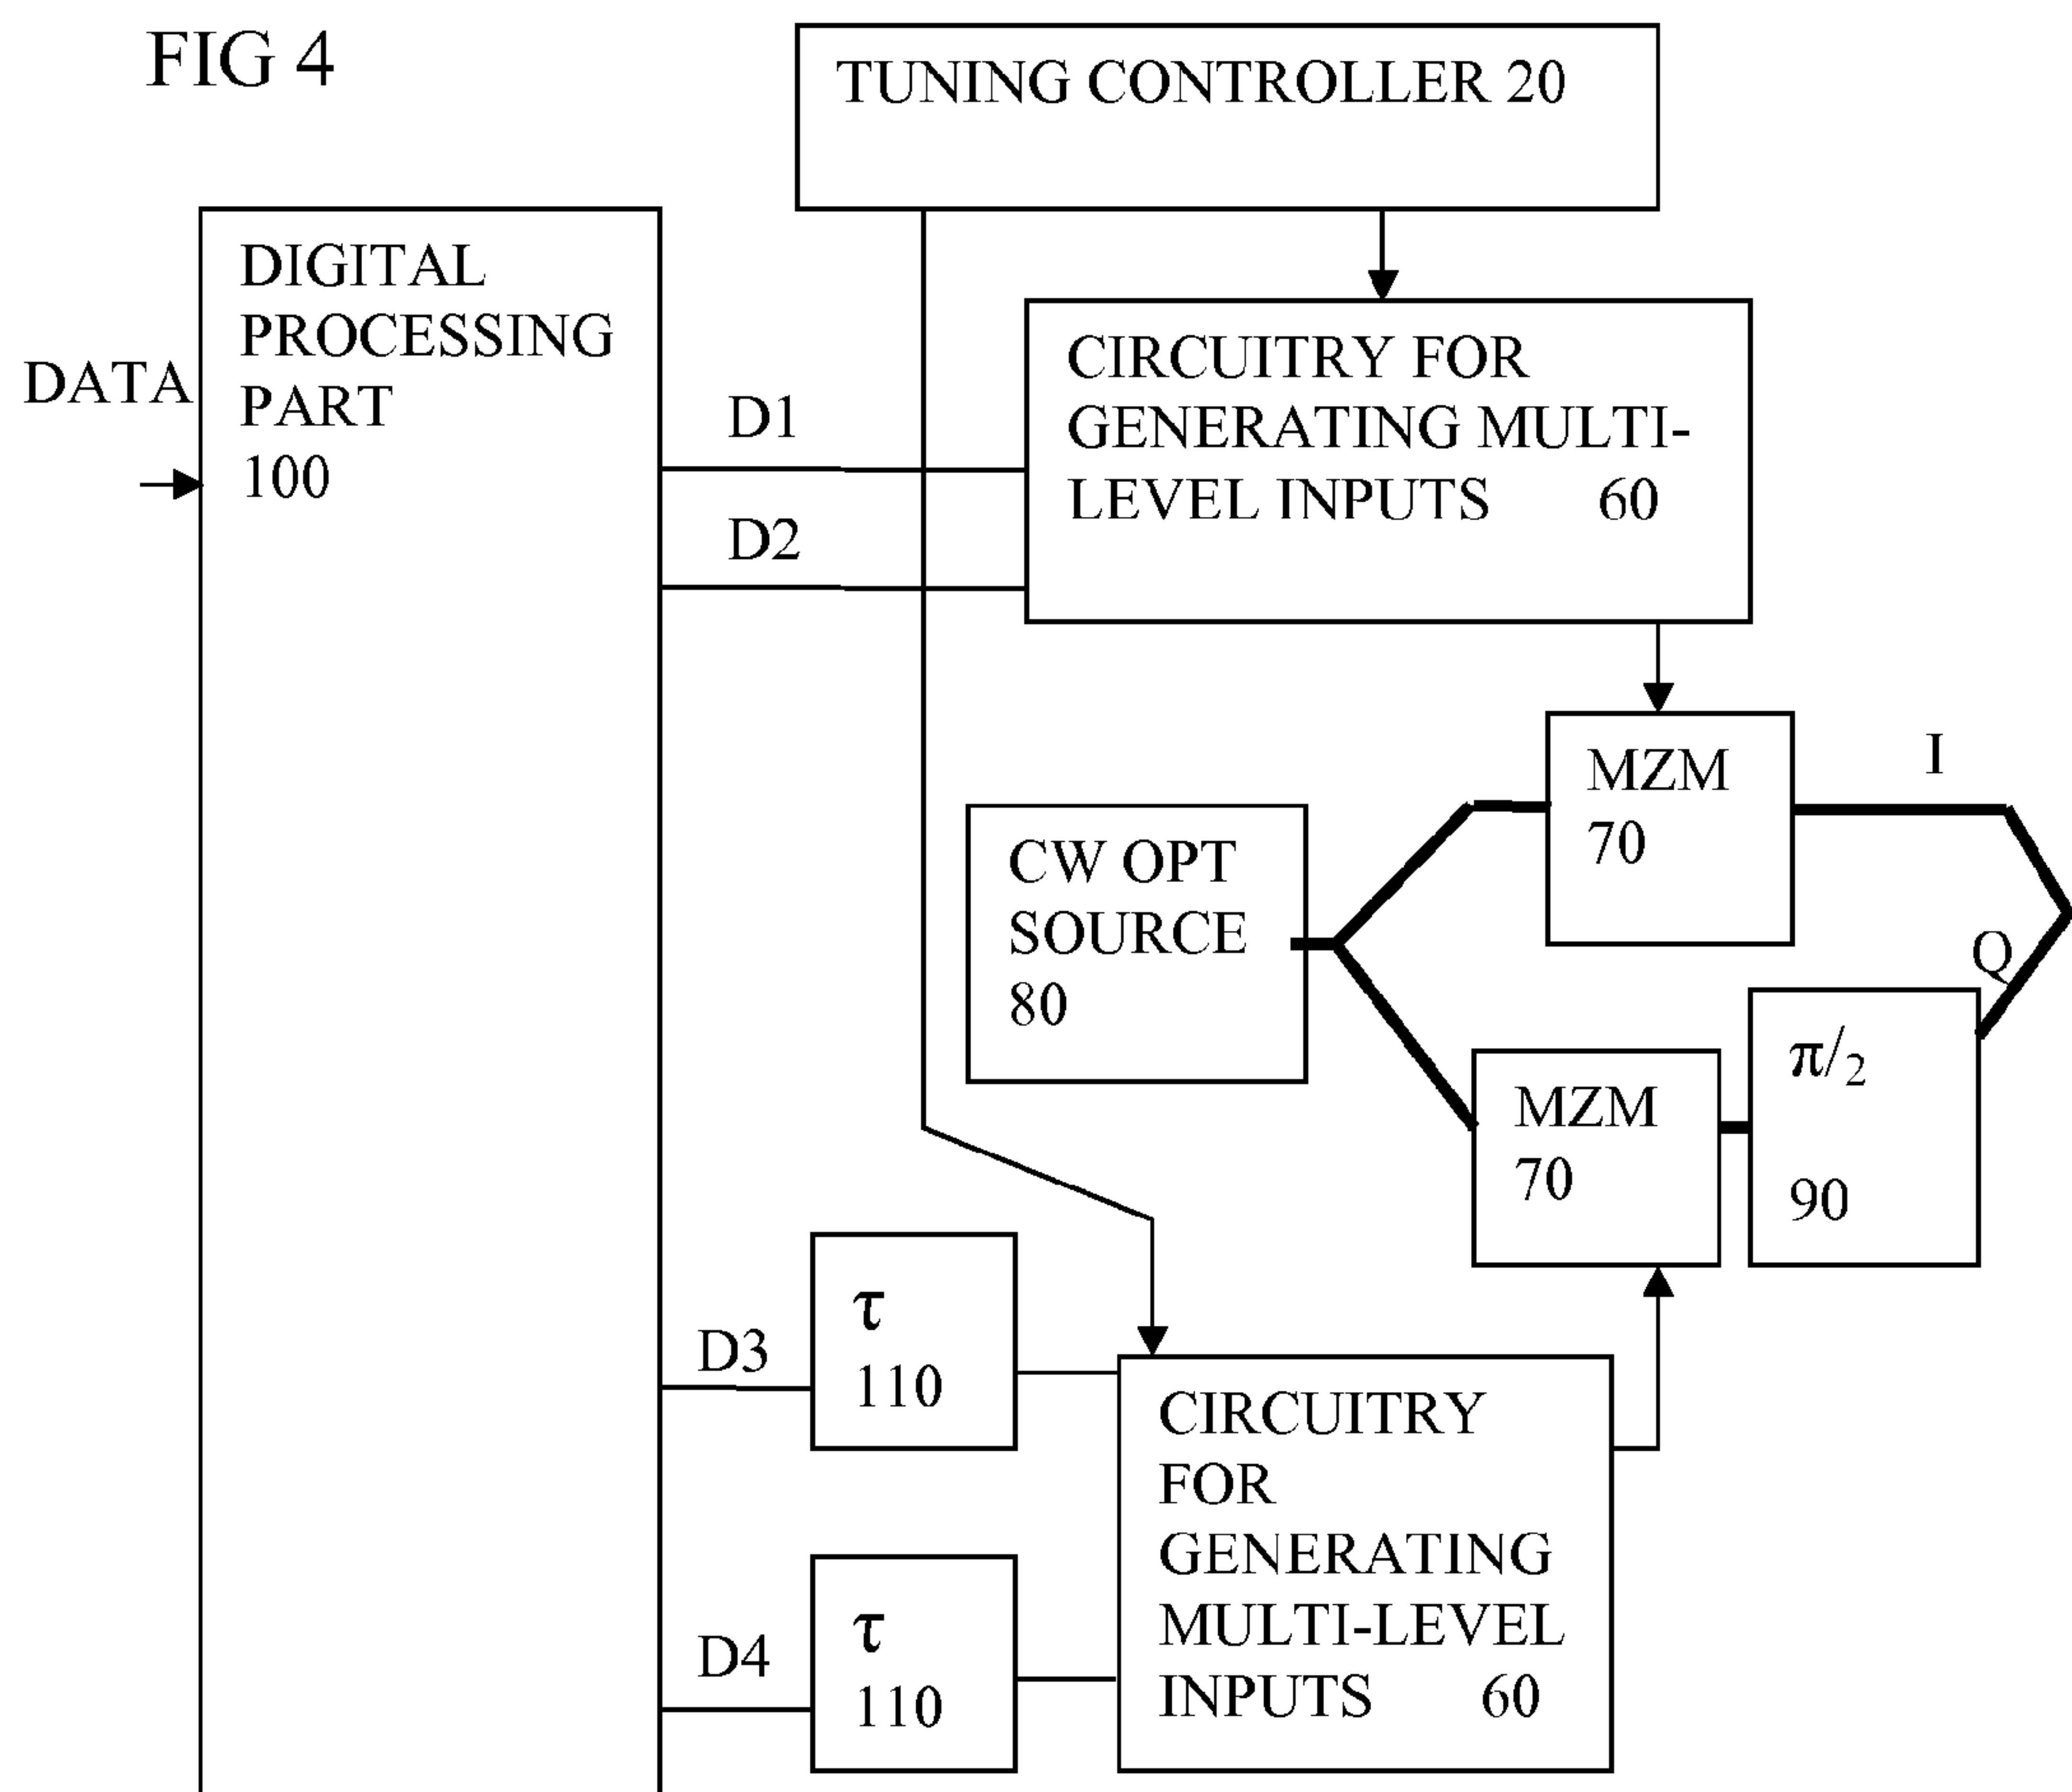 FIG 4
TUNING CONTROLLER 20
DIGITAL
PROCESSING
PART
100
DATA
D1
D2
CIRCUITRY FOR
GENERATING MULTI-
LEVEL INPUTS 60
MZM
70
I
CW OPT
SOURCE
80
Q
MZM
70
π/2
90
D3
τ
110
D4
τ
110
CIRCUITRY
FOR
GENERATING
MULTI-LEVEL
INPUTS 60